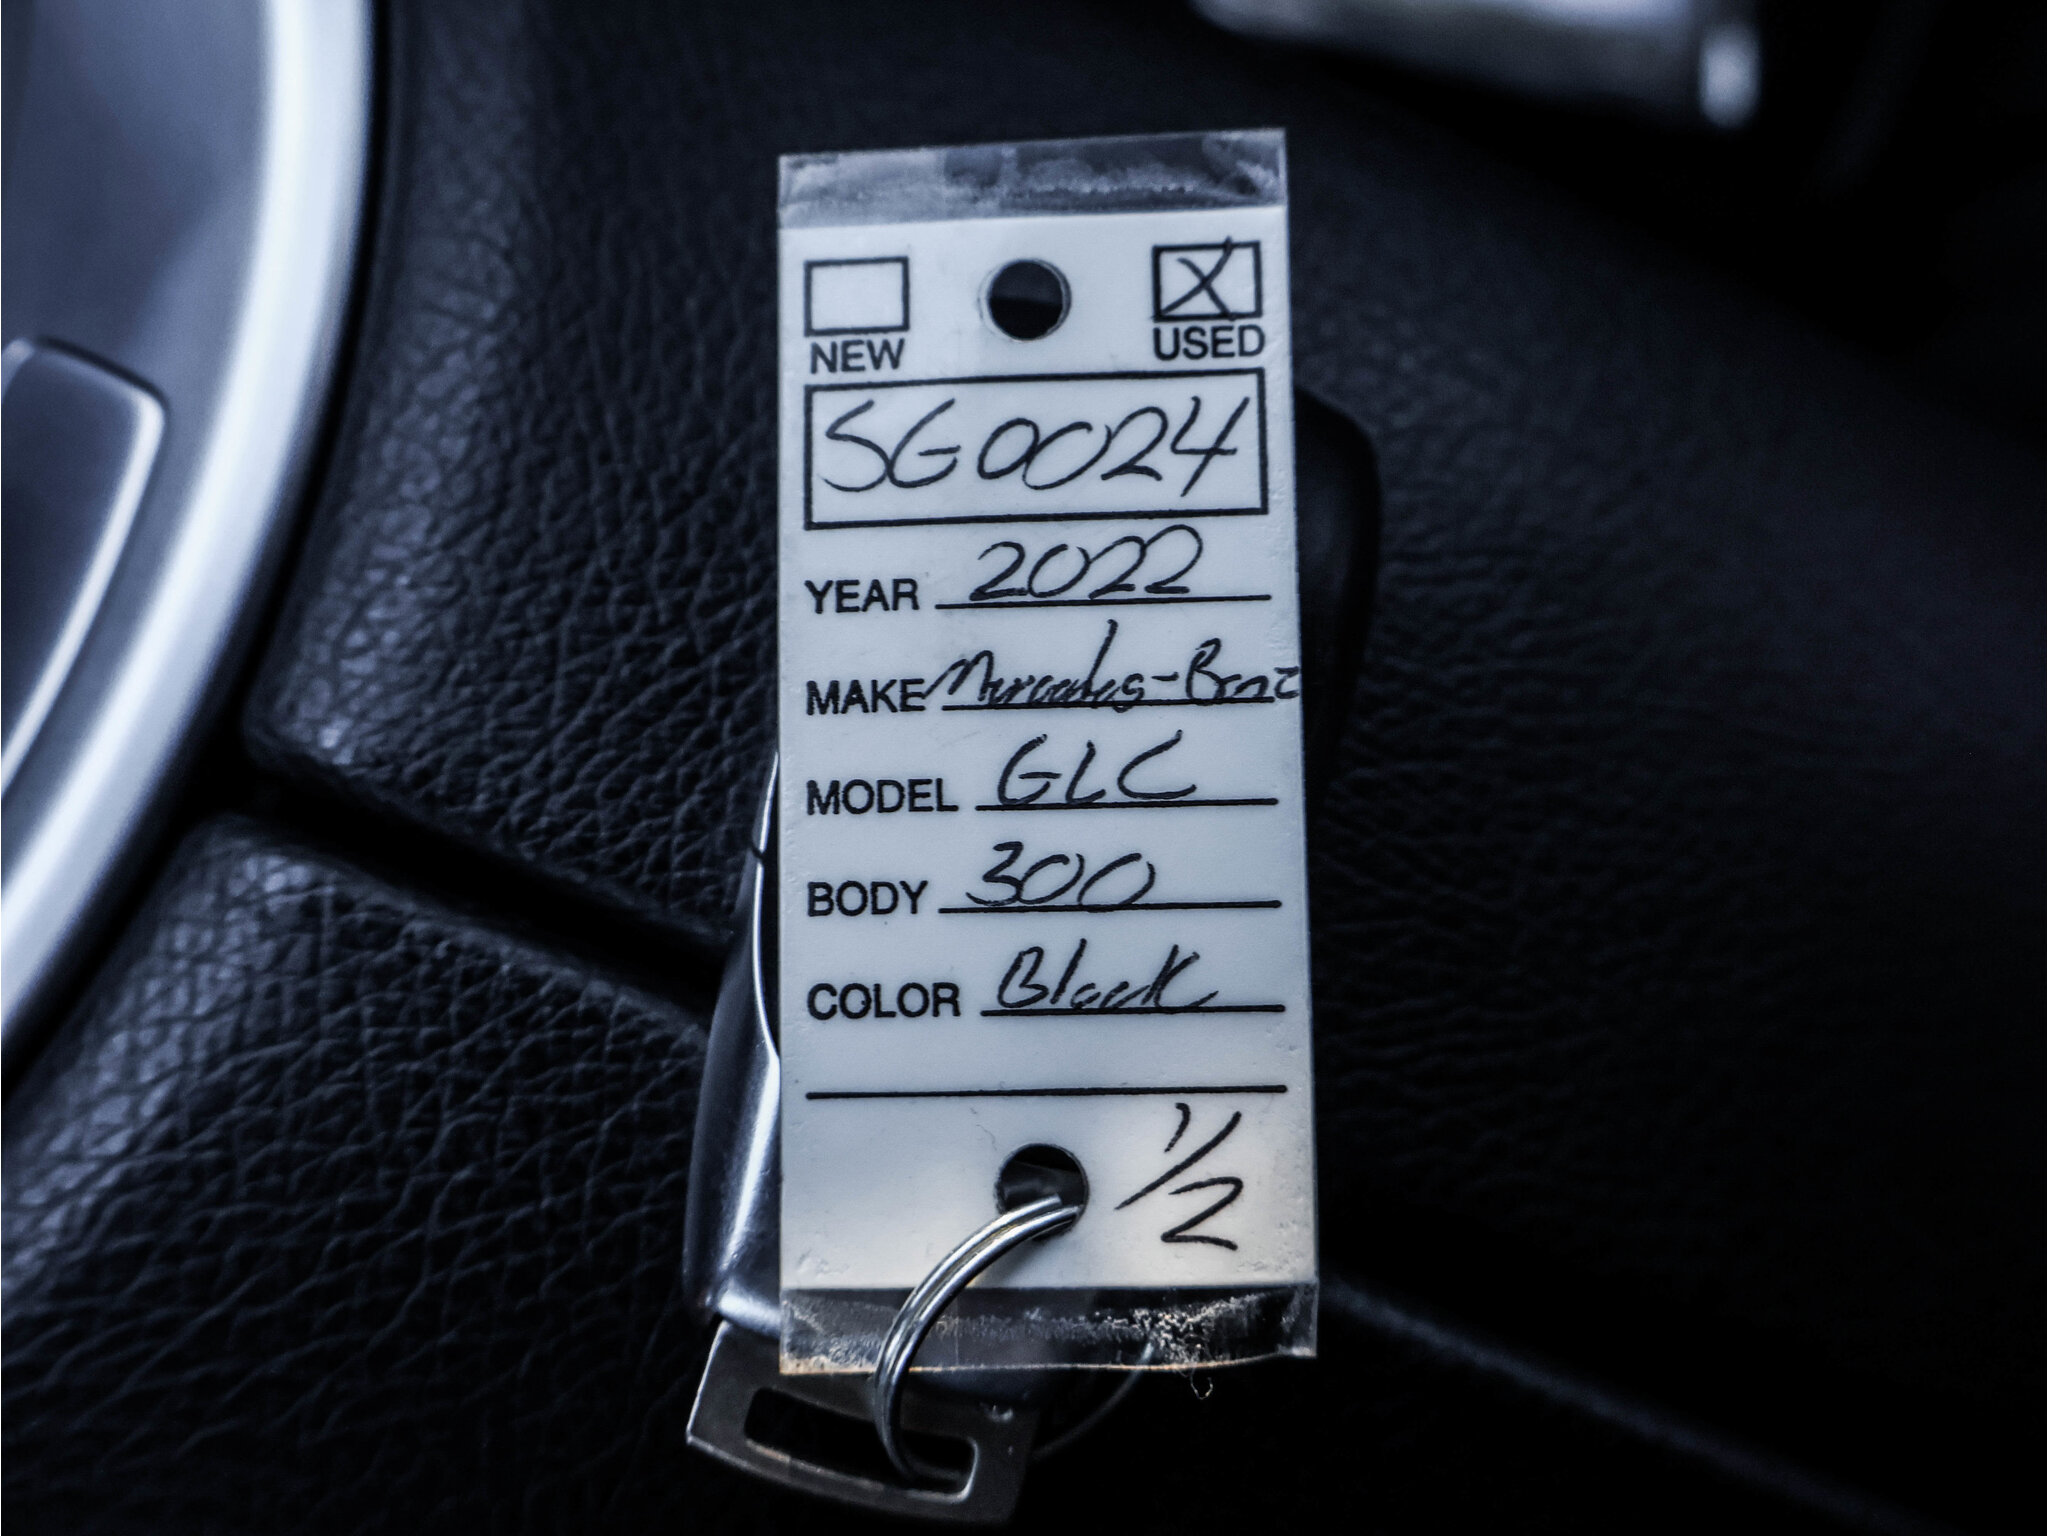 NEW USED
SG0024
YEAR 2022
MAKE Mercedes-Benz
MODEL GLC
BODY 300
COLOR Black
1/2